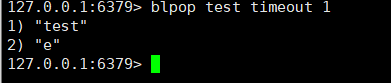 127.0.0.1:6379> blpop test timeout 1
1) "test"
2) "e"
127.0.0.1:6379>